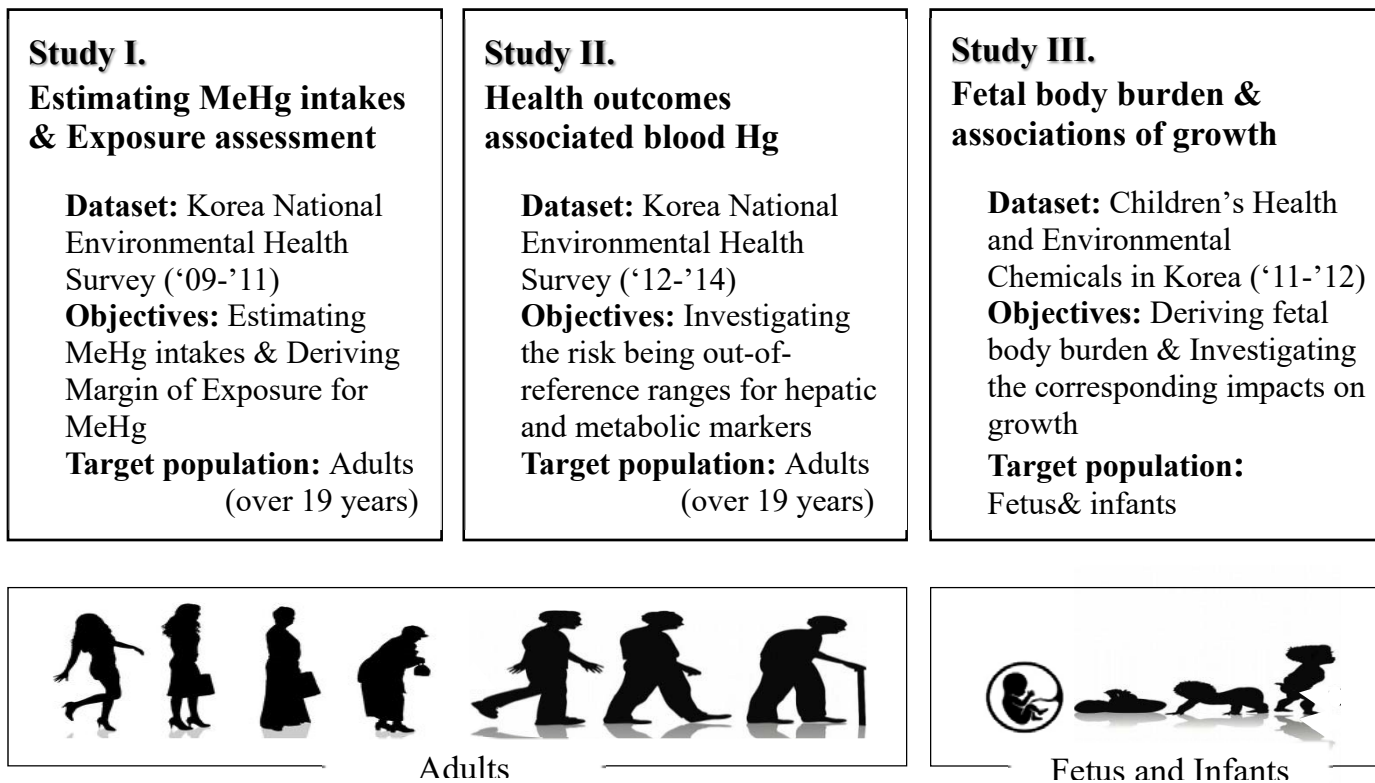 Study I.
Estimating MeHg intakes
& Exposure assessment
Dataset: Korea National
Environmental Health
Survey (‘09-’11)
Objectives: Estimating
MeHg intakes & Deriving
Margin of Exposure for
MeHg
Target population: Adults
(over 19 years)
Study II.
Health outcomes
associated blood Hg
Dataset: Korea National
Environmental Health
Survey (‘12-’14)
Objectives: Investigating
the risk being out-of-
reference ranges for hepatic
and metabolic markers
Target population: Adults
(over 19 years)
Study III.
Fetal body burden &
associations of growth
Dataset: Children’s Health
and Environmental
Chemicals in Korea (‘11-’12)
Objectives: Deriving fetal
body burden & Investigating
the corresponding impacts on
growth
Target population:
Fetus& infants
Adults
Fetus and Infants